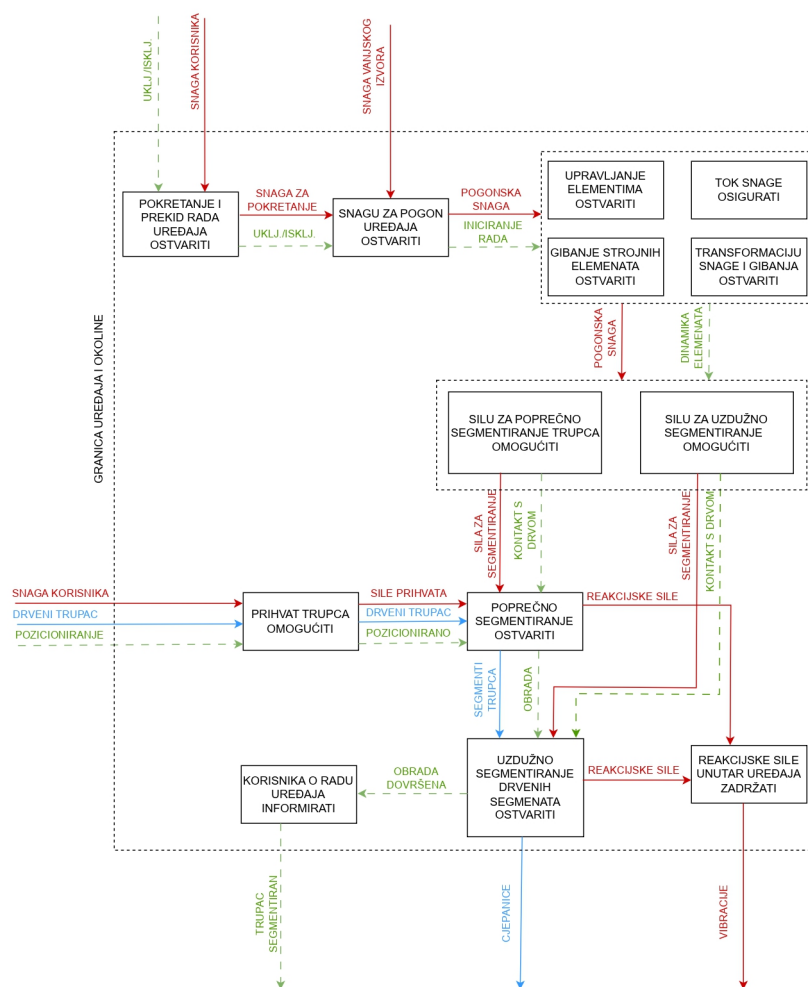 UKLJ./ISKLJ.
SNAGA KORISNIKA
SNAGA VANJSKOG
IZVORA
GRANICA UREĐAJA I OKOLINE
POKRETANJE I
PREKID RADA
UREĐAJA
OSTVARITI
SNAGA ZA
POKRETANJE
UKLJ./ISKLJ.
SNAGU ZA POGON
UREĐAJA
OSTVARITI
POGONSKA
SNAGA
INICIRANJE
RADA
UPRAVLJANJE
ELEMENTIMA
OSTVARITI
TOK SNAGE
OSIGURATI
GIBANJE STROJNIH
ELEMENATA
OSTVARITI
TRANSFORMACIJU
SNAGE I GIBANJA
OSTVARITI
POGONSKA
SNAGA
DINAMIKA
ELEMENATA
SILU ZA POPREČNO
SEGMENTIRANJE TRUPCA
OMOGUĆITI
SILU ZA UZDUŽNO
SEGMENTIRANJE
OMOGUĆITI
SILA ZA
SEGMENTIRANJE
KONTAKT S
DRVOM
SILA ZA
SEGMENTIRANJE
KONTAKT S DRVOM
SNAGA KORISNIKA
DRVENI TRUPAC
POZICIONIRANJE
PRIHVAT TRUPCA
OMOGUĆITI
SILE PRIHVATA
DRVENI TRUPAC
POZICIONIRANO
POPREČNO
SEGMENTIRANJE
OSTVARITI
REAKCIJSKE SILE
SEGMENTI
TRUPCA
OBRADA
KORISNIKA O RADU
UREĐAJA
INFORMIRATI
OBRADA
DOVRŠENA
UZDUŽNO
SEGMENTIRANJE
DRVENIH
SEGMENATA
OSTVARITI
REAKCIJSKE SILE
REAKCIJSKE SILE
UNUTAR UREĐAJA
ZADRŽATI
TRUPAC
SEGMENTIRAN
CJEPANICE
VIBRACIJE